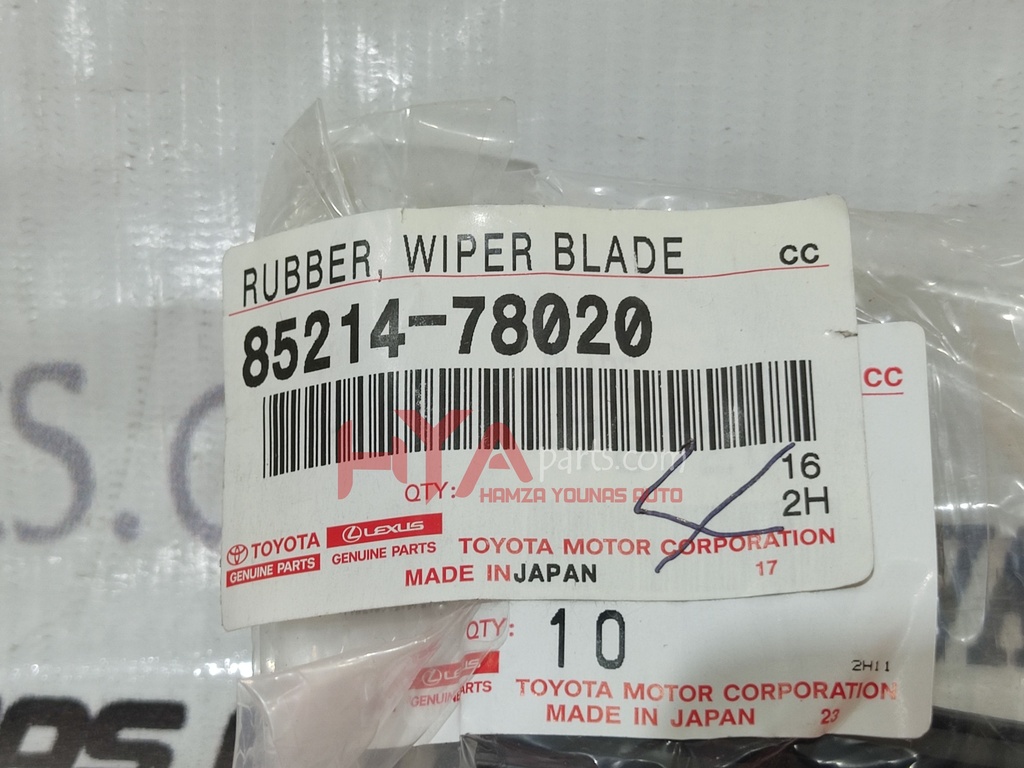 RUBBER, WIPER BLADE CC
85214-78020
CC
HYA parts.com
HAMZA YOUNAS AUTO
QTY:
16
2H
TOYOTA
GENUINE PARTS
LEXUS
GENUINE PARTS
TOYOTA MOTOR CORPORATION
MADE IN JAPAN
17
4
QTY: 10
2H11
TOYOTA MOTOR CORPORATION
MADE IN JAPAN 23